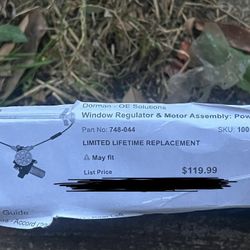 Dorman - OE Solutions
Window Regulator & Motor Assembly: Pow
Part No: 748-044
SKU: 100
LIMITED LIFETIME REPLACEMENT
⚠ May fit
List Price
$119.99
Guide
- Accord